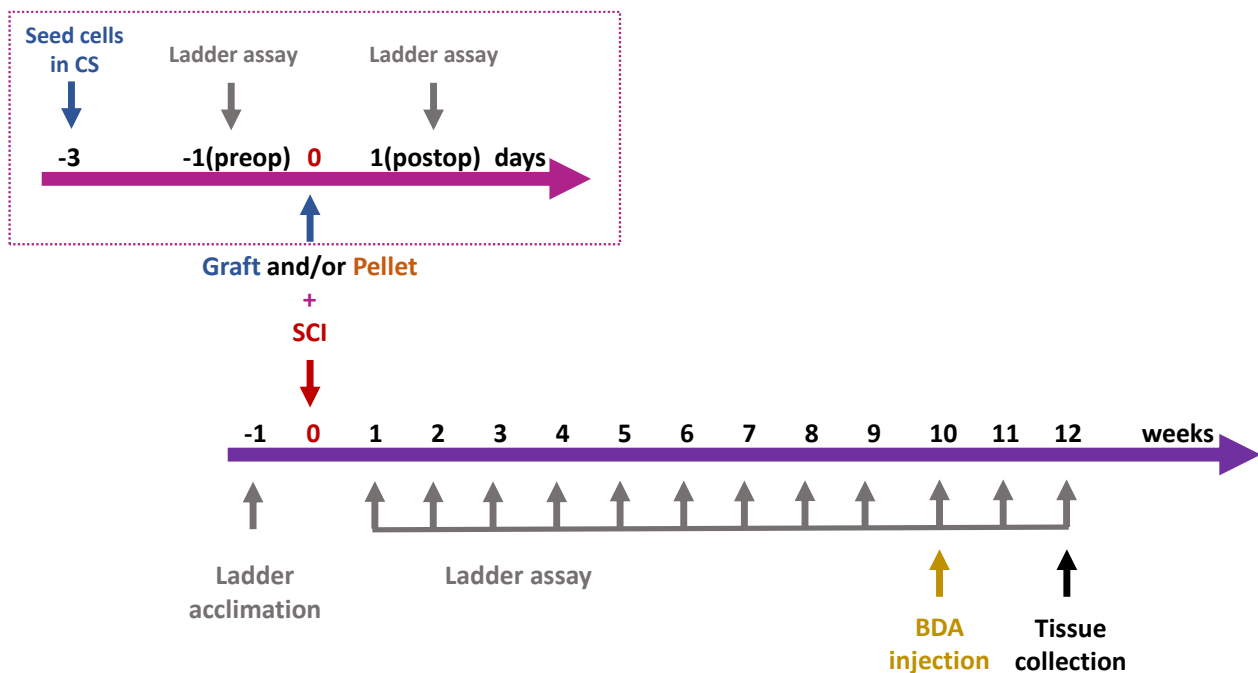 Seed cells
in CS
Ladder assay
Ladder assay
-3
-1(preop)
0
1(postop)
days
Graft and/or Pellet
+
SCI
-1
0
1
2
3
4
5
6
7
8
9
10
11
12
weeks
Ladder
acclimation
Ladder assay
BDA
injection
Tissue
collection